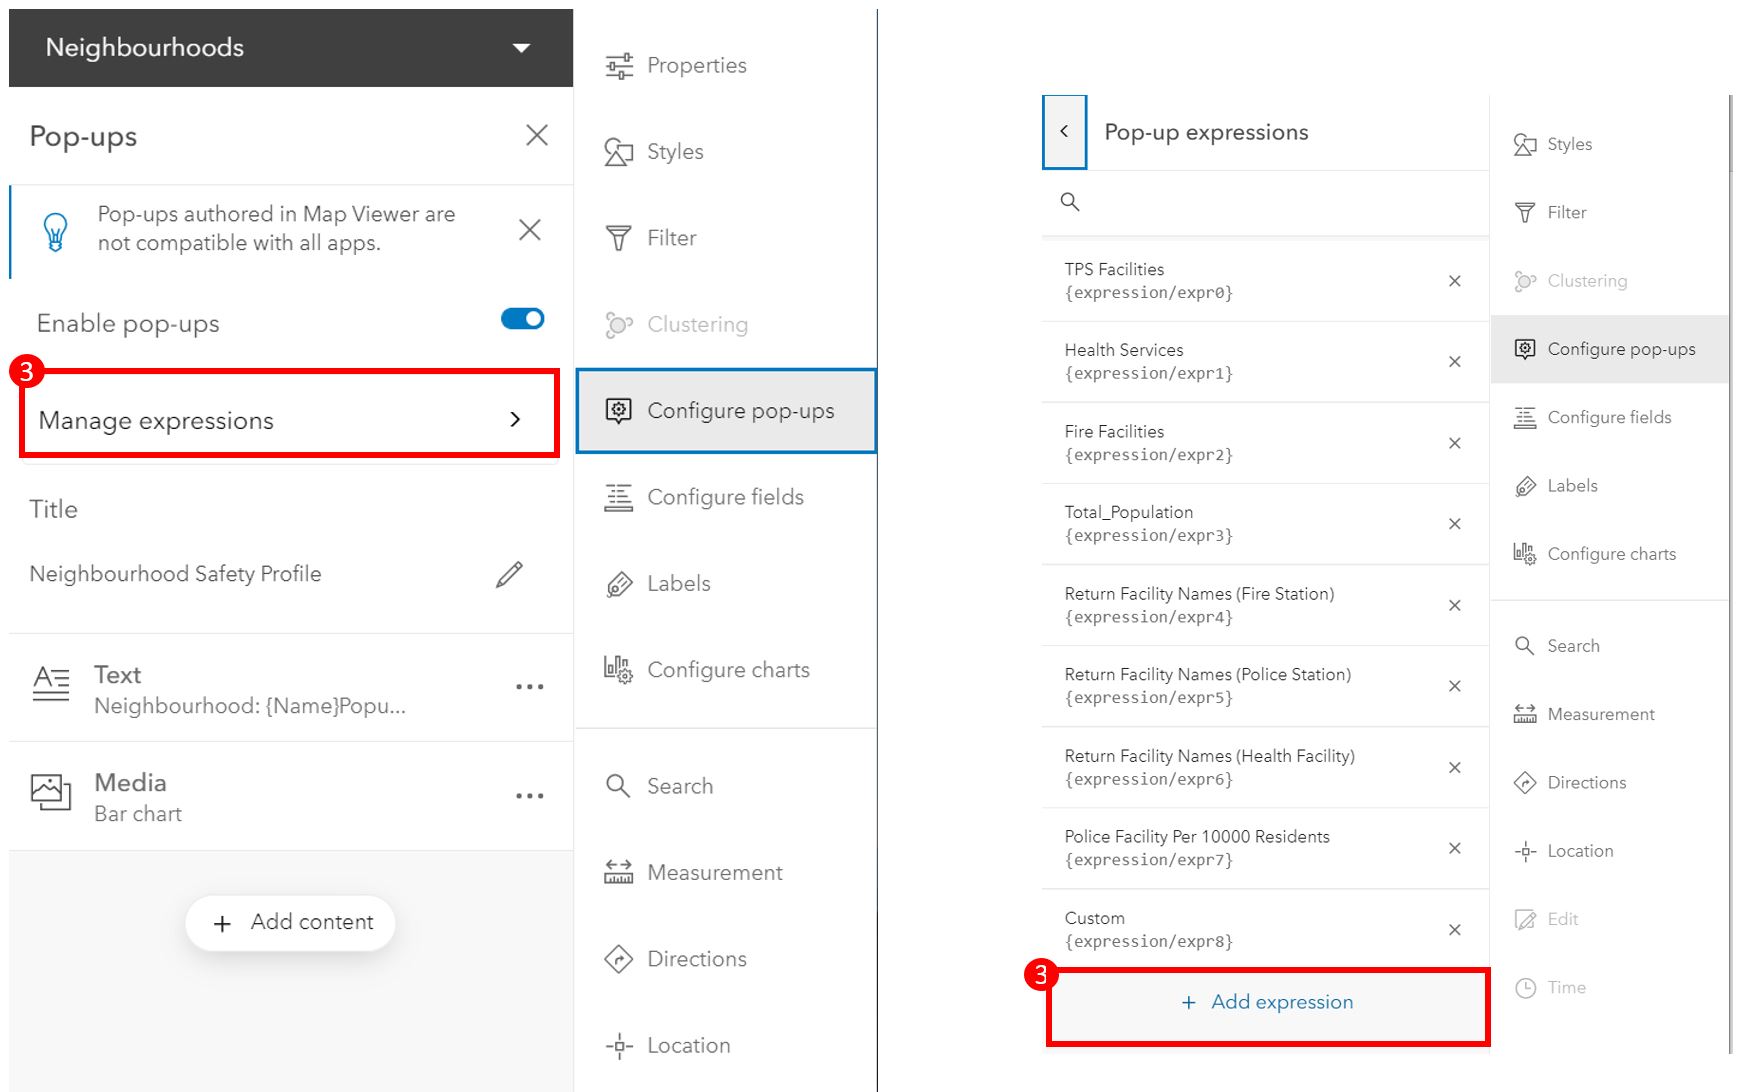 Neighbourhoods
Pop-ups
Pop-ups authored in Map Viewer are
not compatible with all apps.
Enable pop-ups
3
Manage expressions
Title
Neighbourhood Safety Profile
Text
Neighbourhood: {Name}Popu...
Media
Bar chart
+ Add content
Properties
Styles
Filter
Clustering
Configure pop-ups
Configure fields
Labels
Configure charts
Search
Measurement
Directions
Location
Pop-up expressions
TPS Facilities
{expression/expr0}
Health Services
{expression/expr1}
Fire Facilities
{expression/expr2}
Total_Population
{expression/expr3}
Return Facility Names (Fire Station)
{expression/expr4}
Return Facility Names (Police Station)
{expression/expr5}
Return Facility Names (Health Facility)
{expression/expr6}
Police Facility Per 10000 Residents
{expression/expr7}
Custom
{expression/expr8}
3
+ Add expression
Styles
Filter
Clustering
Configure pop-ups
Configure fields
Labels
Configure charts
Search
Measurement
Directions
Location
Edit
Time